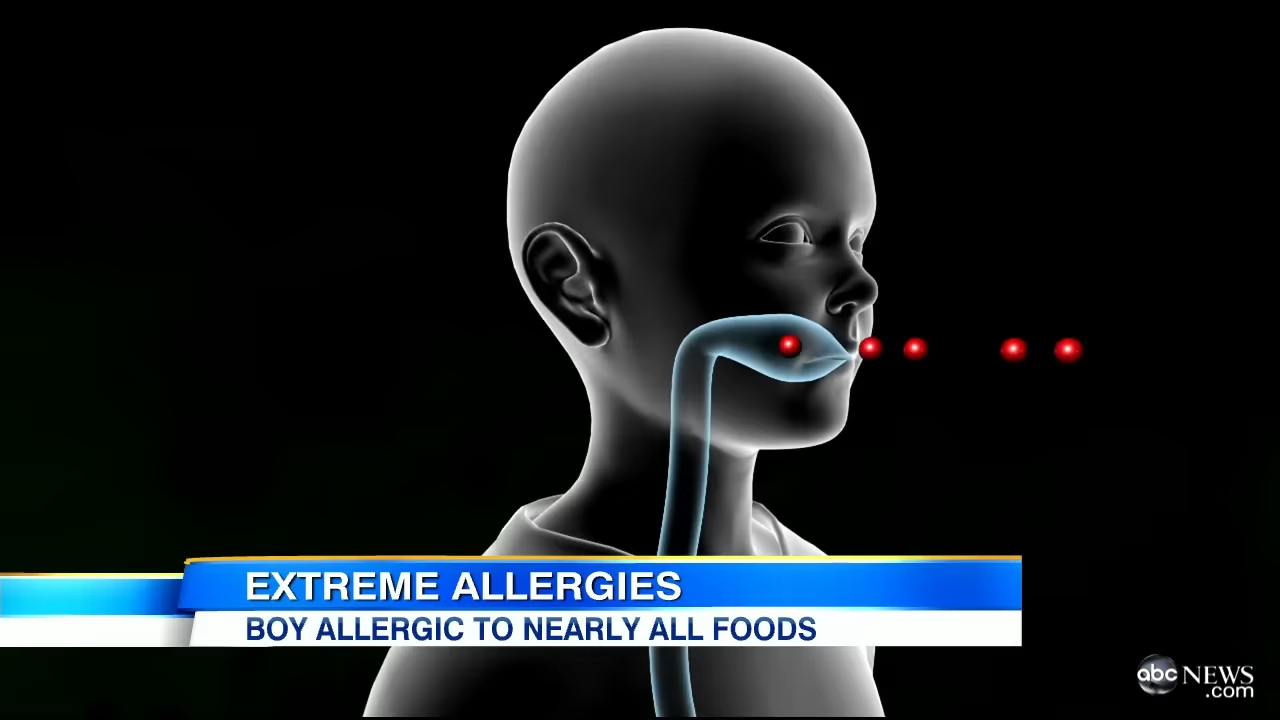 EXTREME ALLERGIES
BOY ALLERGIC TO NEARLY ALL FOODS
abc NEWS
.com